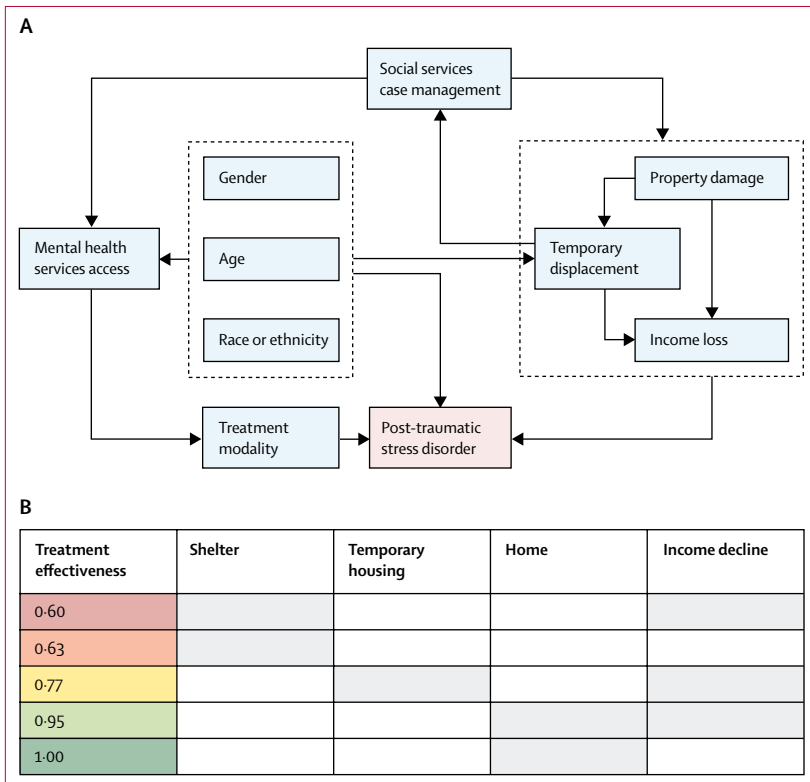 A
Social services
case management
Gender
Property damage
Mental health
services access
Age
Temporary
displacement
Race or ethnicity
Income loss
Treatment
modality
Post-traumatic
stress disorder
B
Treatment
effectiveness
Shelter
Temporary
housing
Home
Income decline
0·60
0·63
0·77
0·95
1·00